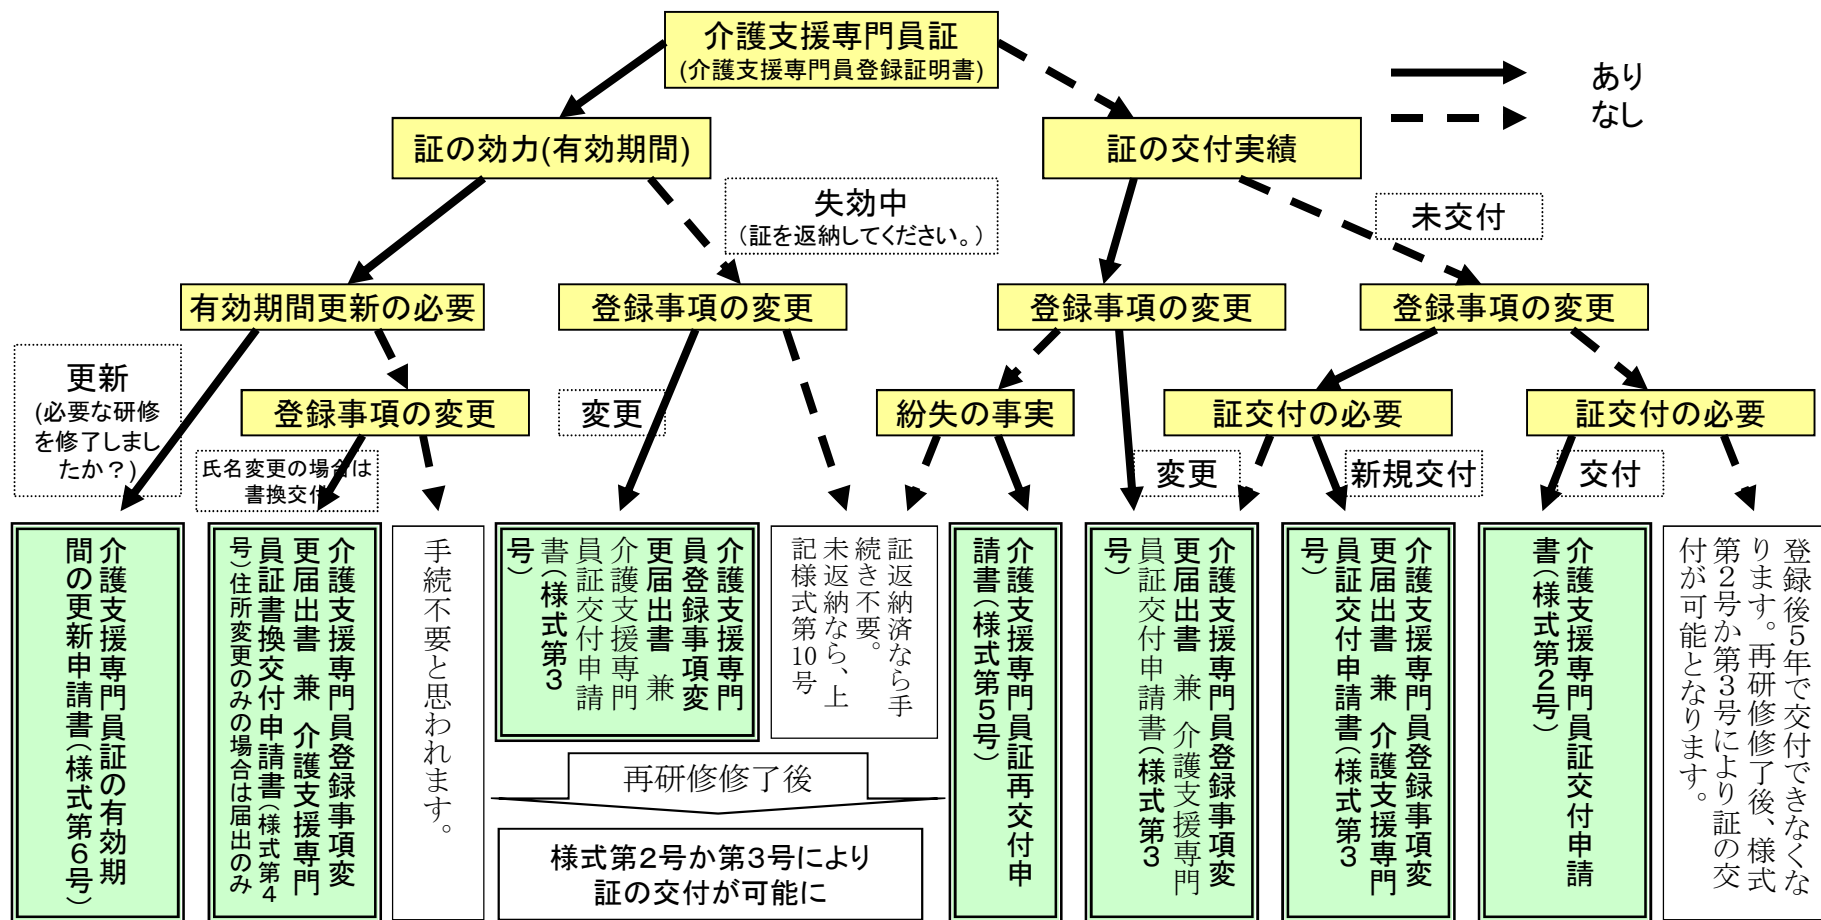 介護支援専門員証
(介護支援専門員登録証明書)
あり
なし
証の効力(有効期間)
証の交付実績
失効中
(証を返納してください。)
未交付
有効期間更新の必要
登録事項の変更
登録事項の変更
登録事項の変更
更新
(必要な研修
を修了しまし
たか?)
登録事項の変更
変更
紛失の事実
証交付の必要
証交付の必要
氏名変更の場合は
書換交付
変更
新規交付
交付
介護支援専門員証の有効期
間の更新申請書(様式第6号)
介護支援専門員登録事項変
更届出書 兼 介護支援専門
員証書換交付申請書(様式第4
号)住所変更のみの場合は届出のみ
手続不要と思われます。
介護支援専門
員登録事項変
更届出書 兼
介護支援専門
員証交付申請
書(様式第3
号)
証返納済なら手
続き不要。
未返納なら、上
記様式第10号
介護支援専門員証再交付申
請書(様式第5号)
介護支援専門員登録事項変
更届出書 兼 介護支援専門
員証交付申請書(様式第3
号)
介護支援専門員登録事項変
更届出書 兼 介護支援専門
員証交付申請書(様式第3
号)
介護支援専門員証交付申請
書(様式第2号)
登録後5年で交付できなくな
ります。再研修修了後、様式
第2号か第3号により証の交
付が可能となります。
再研修修了後
様式第2号か第3号により
証の交付が可能に